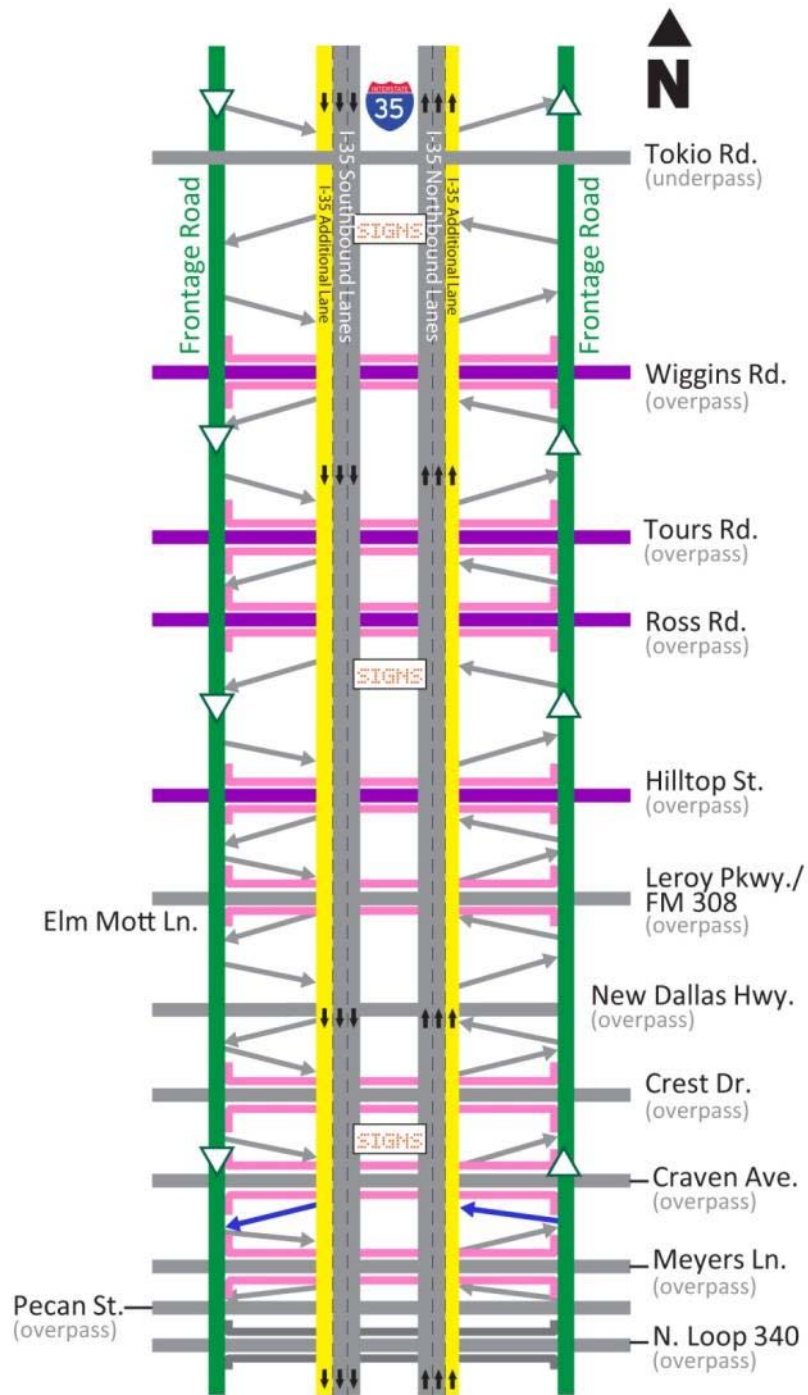 N
INTERSTATE
35
Tokio Rd.
(underpass)
Frontage Road
I-35 Additional Lane
I-35 Southbound Lanes
I-35 Northbound Lanes
I-35 Additional Lane
Frontage Road
SIGNS
Wiggins Rd.
(overpass)
Tours Rd.
(overpass)
Ross Rd.
(overpass)
SIGNS
Hilltop St.
(overpass)
Leroy Pkwy./
FM 308
(overpass)
Elm Mott Ln.
New Dallas Hwy.
(overpass)
Crest Dr.
(overpass)
SIGNS
Craven Ave.
(overpass)
Meyers Ln.
(overpass)
Pecan St.
(overpass)
N. Loop 340
(overpass)